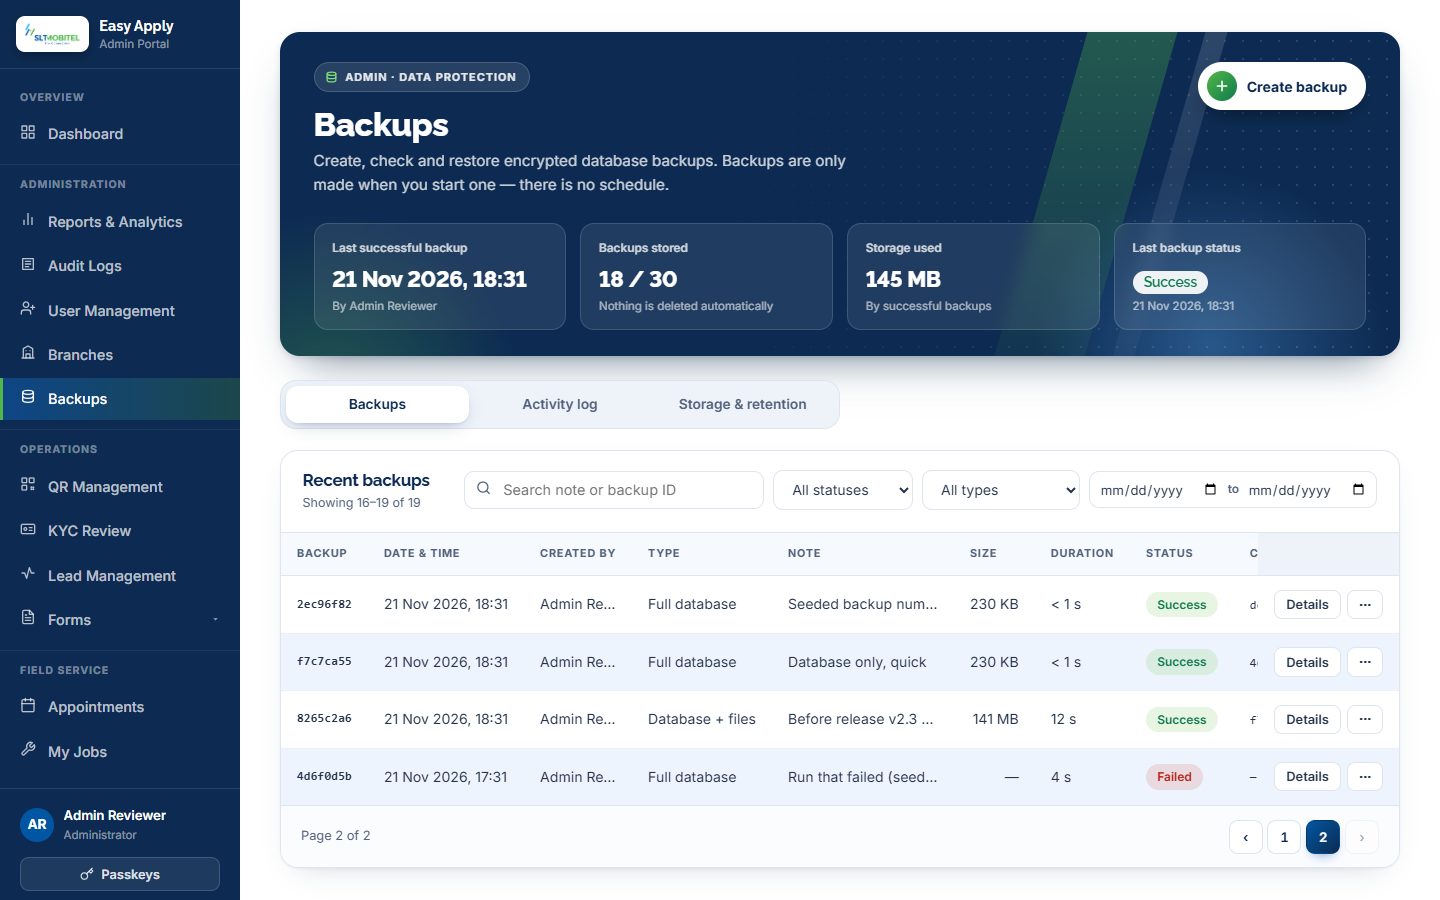 SLTMOBITEL
Easy Apply
Admin Portal
OVERVIEW
Dashboard
ADMINISTRATION
Reports & Analytics
Audit Logs
User Management
Branches
Backups
OPERATIONS
QR Management
KYC Review
Lead Management
Forms
FIELD SERVICE
Appointments
My Jobs
AR
Admin Reviewer
Administrator
Passkeys
ADMIN · DATA PROTECTION
Create backup
Backups
Create, check and restore encrypted database backups. Backups are only
made when you start one — there is no schedule.
Last successful backup
21 Nov 2026, 18:31
By Admin Reviewer
Backups stored
18 / 30
Nothing is deleted automatically
Storage used
145 MB
By successful backups
Last backup status
Success
21 Nov 2026, 18:31
Backups Activity log Storage & retention
Recent backups
Showing 16–19 of 19
Search note or backup ID All statuses All types mm/dd/yyyy to mm/dd/yyyy
BACKUP DATE & TIME CREATED BY TYPE NOTE SIZE DURATION STATUS C
2ec96f82 21 Nov 2026, 18:31 Admin Re... Full database Seeded backup num... 230 KB < 1 s Success Details ...
f7c7ca55 21 Nov 2026, 18:31 Admin Re... Full database Database only, quick 230 KB < 1 s Success Details ...
8265c2a6 21 Nov 2026, 18:31 Admin Re... Database + files Before release v2.3 ... 141 MB 12 s Success Details ...
4d6f0d5b 21 Nov 2026, 17:31 Admin Re... Full database Run that failed (seed... — 4 s Failed – Details ...
Page 2 of 2
‹ 1 2 ›